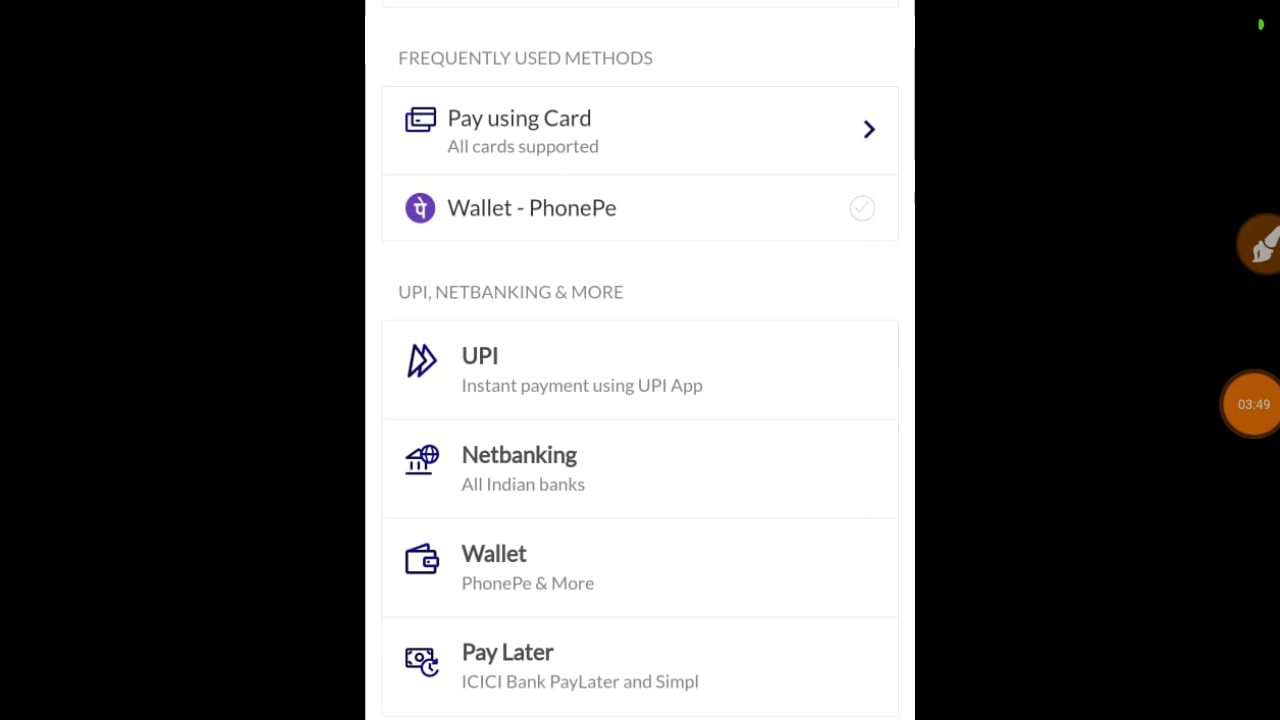 FREQUENTLY USED METHODS
Pay using Card
All cards supported
पे
Wallet - PhonePe
UPI, NETBANKING & MORE
UPI
Instant payment using UPI App
Netbanking
All Indian banks
03:49
Wallet
PhonePe & More
Pay Later
ICICI Bank PayLater and Simpl